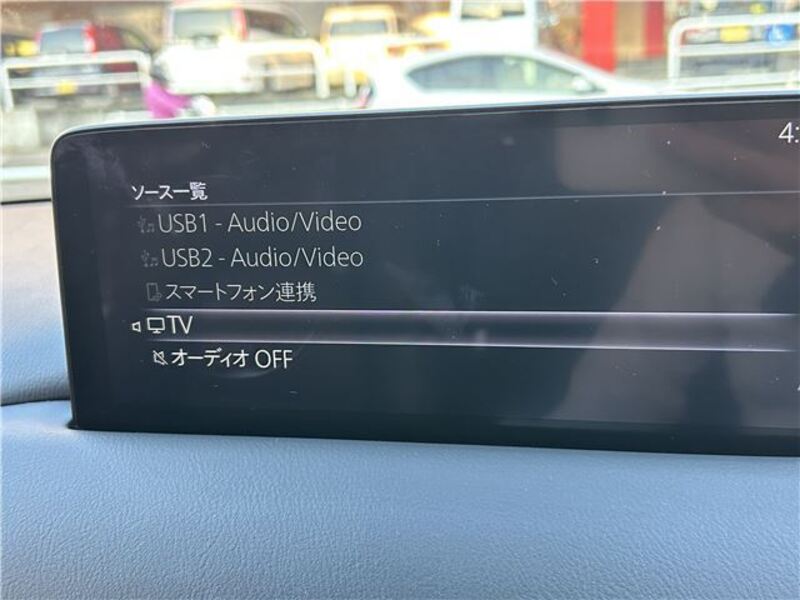 4:
ソース一覧
USB1 - Audio/Video
USB2 - Audio/Video
スマートフォン連携
TV
オーディオ OFF